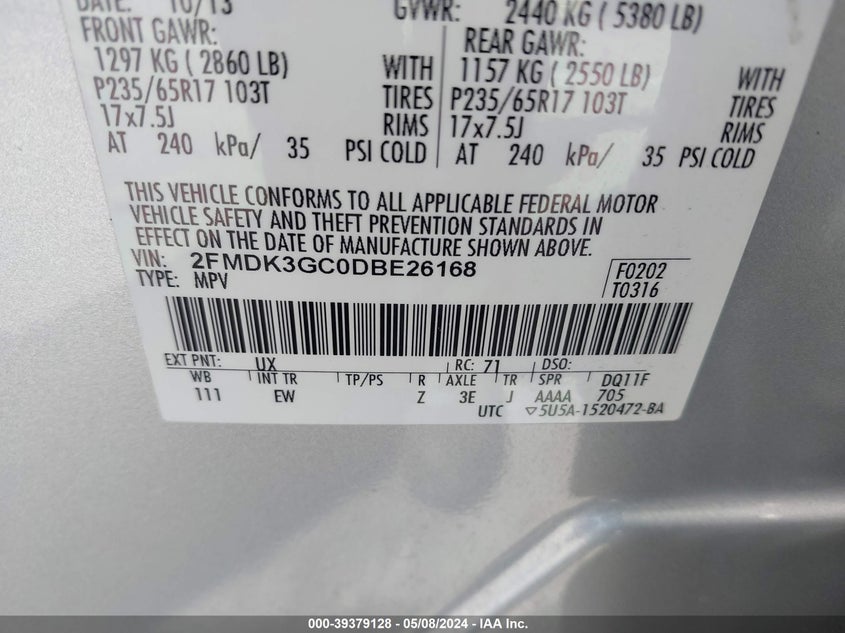 DATE: 10/13 GVWR: 2440 KG ( 5380 LB)
FRONT GAWR: REAR GAWR:
1297 KG ( 2860 LB) WITH 1157 KG ( 2550 LB) WITH
P235/65R17 103T TIRES P235/65R17 103T TIRES
17x7.5J RIMS 17x7.5J RIMS
AT 240 kPa/ 35 PSI COLD AT 240 kPa/ 35 PSI COLD
THIS VEHICLE CONFORMS TO ALL APPLICABLE FEDERAL MOTOR
VEHICLE SAFETY AND THEFT PREVENTION STANDARDS IN
EFFECT ON THE DATE OF MANUFACTURE SHOWN ABOVE.
VIN: 2FMDK3GC0DBE26168 F0202
TYPE: MPV T0316
EXT PNT: UX RC: 71 DSO:
WB INT TR TP/PS R AXLE TR SPR DQ11F
111 EW Z 3E J AAAA 705
UTC ▽5U5A-1520472-BA
000-39379128 - 05/08/2024 - IAA Inc.